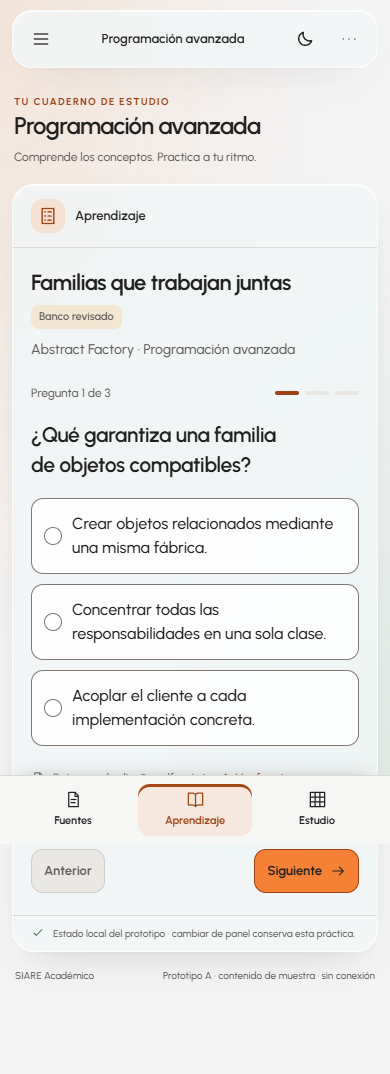 Programación avanzada
TU CUADERNO DE ESTUDIO
Programación avanzada
Comprende los conceptos. Practica a tu ritmo.
Aprendizaje
Familias que trabajan juntas
Banco revisado
Abstract Factory · Programación avanzada
Pregunta 1 de 3
¿Qué garantiza una familia
de objetos compatibles?
Crear objetos relacionados mediante
una misma fábrica.
Concentrar todas las
responsabilidades en una sola clase.
Acoplar el cliente a cada
implementación concreta.
Fuentes
Aprendizaje
Estudio
Anterior
Siguiente
Estado local del prototipo · cambiar de panel conserva esta práctica.
SIARE Académico
Prototipo A · contenido de muestra · sin conexión